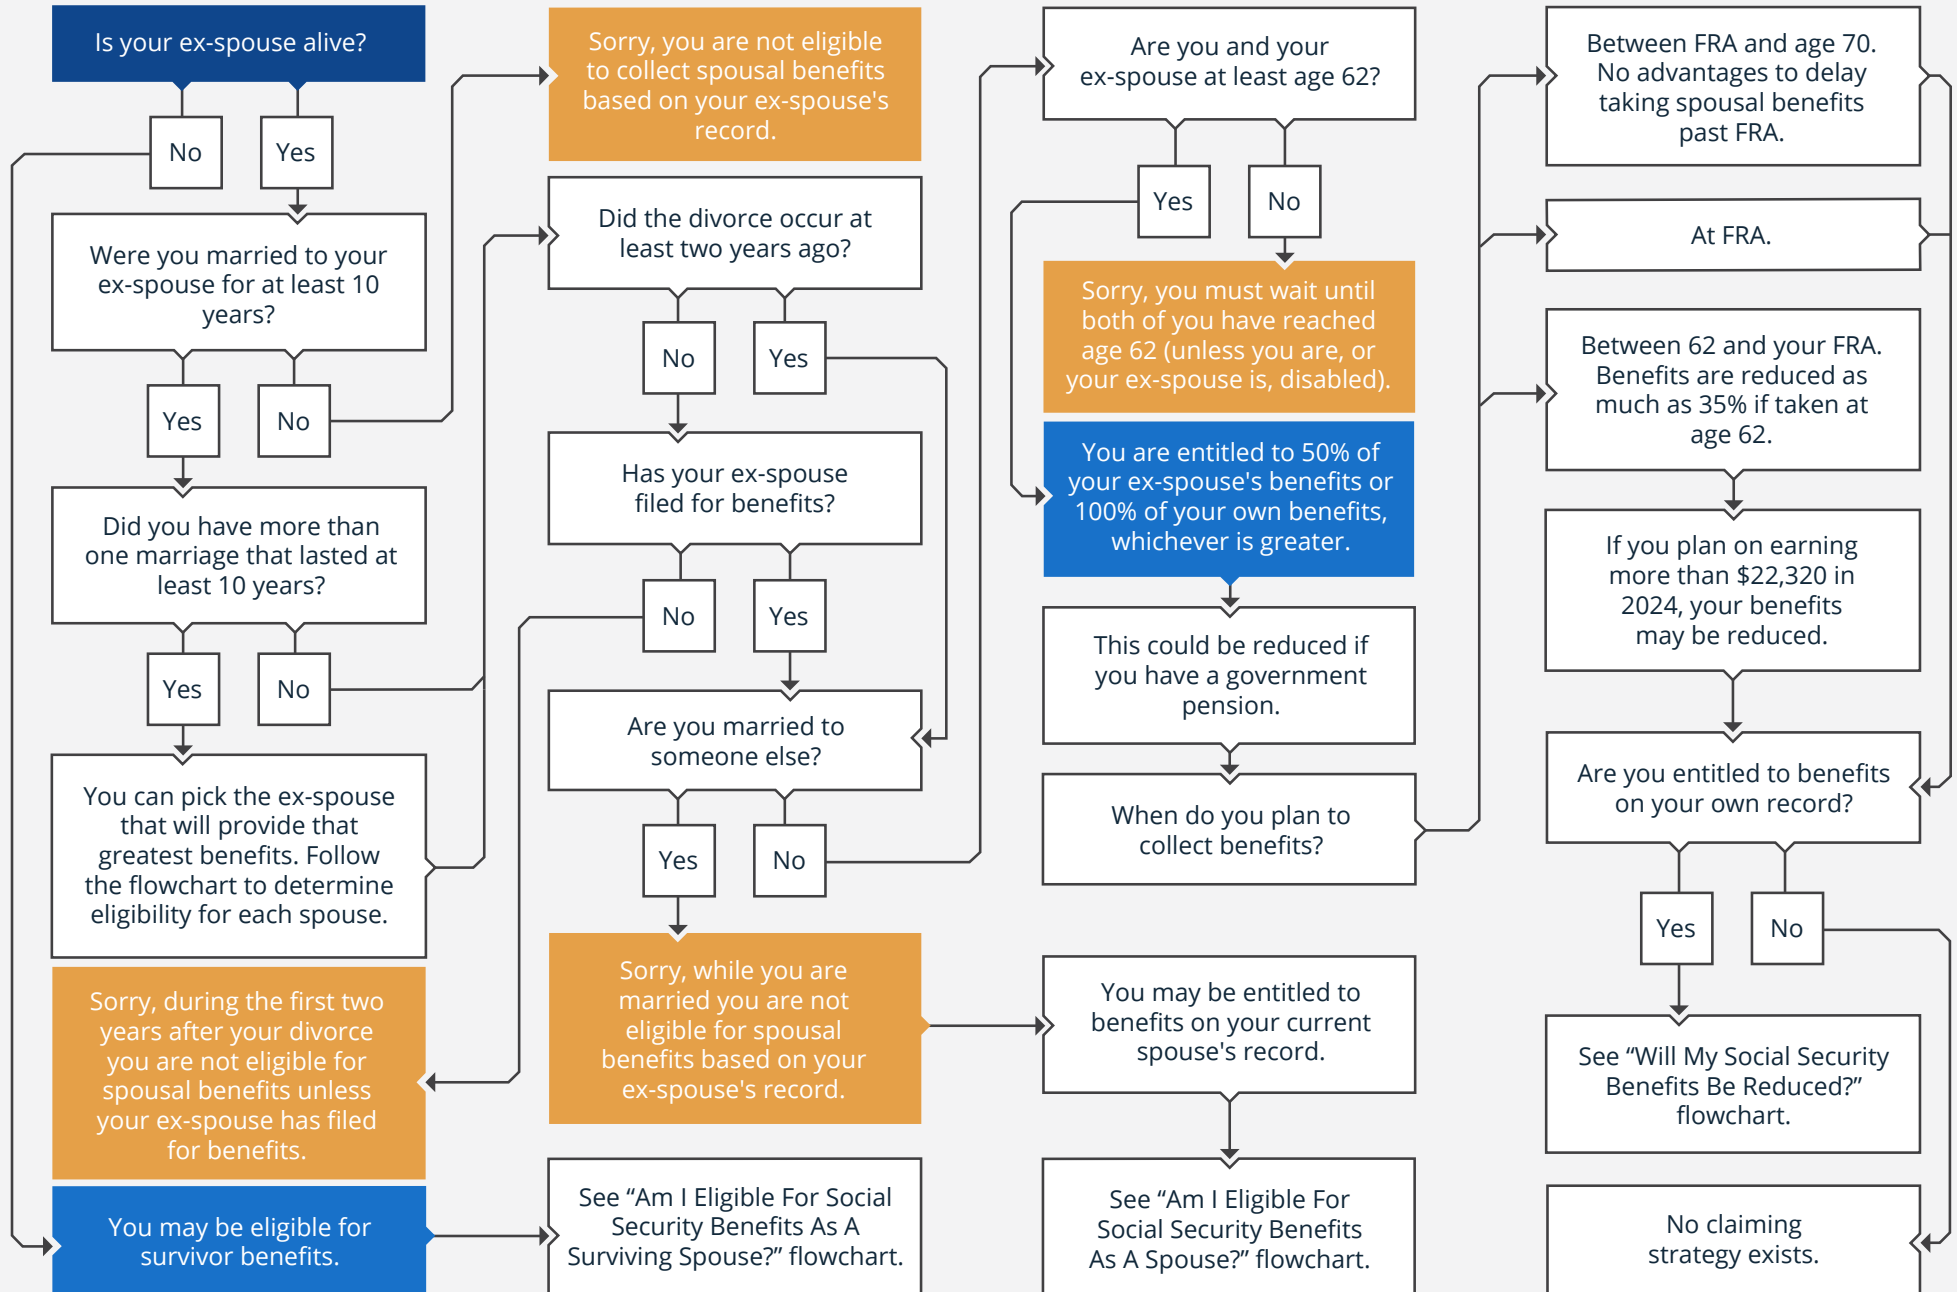 Is your ex-spouse alive?
No
Yes
Were you married to your
ex-spouse for at least 10
years?
Yes
No
Did you have more than
one marriage that lasted at
least 10 years?
Yes
No
You can pick the ex-spouse
that will provide that
greatest benefits. Follow
the flowchart to determine
eligibility for each spouse.
Sorry, during the first two
years after your divorce
you are not eligible for
spousal benefits unless
your ex-spouse has filed
for benefits.
You may be eligible for
survivor benefits.
Sorry, you are not eligible
to collect spousal benefits
based on your ex-spouse's
record.
Did the divorce occur at
least two years ago?
No
Yes
Has your ex-spouse
filed for benefits?
No
Yes
Are you married to
someone else?
Yes
No
Sorry, while you are
married you are not
eligible for spousal
benefits based on your
ex-spouse's record.
See “Am I Eligible For Social
Security Benefits As A
Surviving Spouse?” flowchart.
Are you and your
ex-spouse at least age 62?
Yes
No
Sorry, you must wait until
both of you have reached
age 62 (unless you are, or
your ex-spouse is, disabled).
You are entitled to 50% of
your ex-spouse's benefits or
100% of your own benefits,
whichever is greater.
This could be reduced if
you have a government
pension.
When do you plan to
collect benefits?
You may be entitled to
benefits on your current
spouse's record.
See “Am I Eligible For
Social Security Benefits
As A Spouse?” flowchart.
Between FRA and age 70.
No advantages to delay
taking spousal benefits
past FRA.
At FRA.
Between 62 and your FRA.
Benefits are reduced as
much as 35% if taken at
age 62.
If you plan on earning
more than $22,320 in
2024, your benefits
may be reduced.
Are you entitled to benefits
on your own record?
Yes
No
See “Will My Social Security
Benefits Be Reduced?”
flowchart.
No claiming
strategy exists.